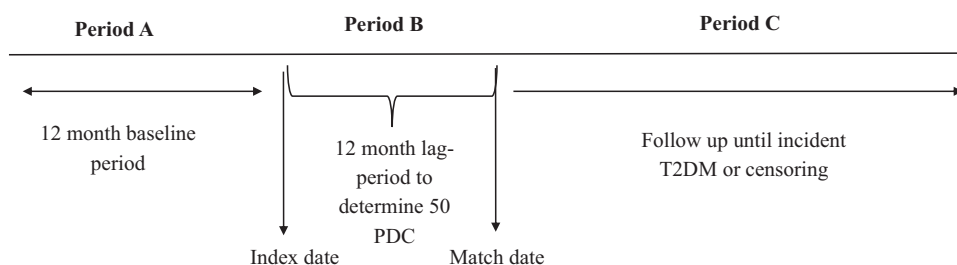 Period A
Period B
Period C
12 month baseline
period
12 month lag-
period to
determine 50
PDC
Follow up until incident
T2DM or censoring
Index date
Match date